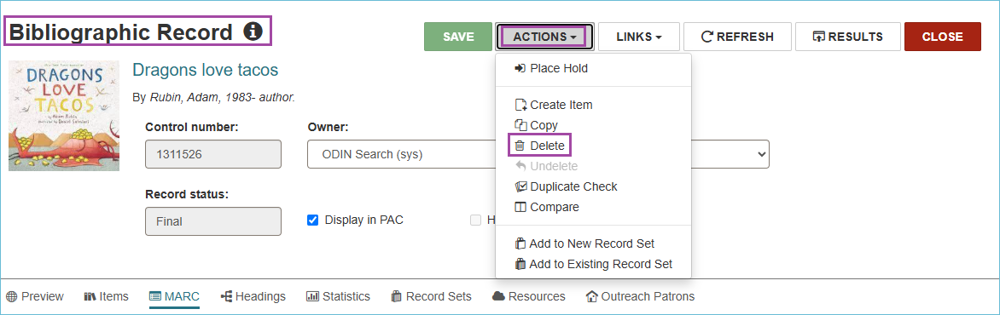 Bibliographic Record
SAVE
ACTIONS
LINKS
REFRESH
RESULTS
CLOSE
DRAGONS
LOVE
TACOS
by Adam Rubin
illustrated by Daniel Salmieri
Dragons love tacos
By Rubin, Adam, 1983- author.
Control number:
Owner:
1311526
ODIN Search (sys)
Record status:
Final
Display in PAC
H
Place Hold
Create Item
Copy
Delete
Undelete
Duplicate Check
Compare
Add to New Record Set
Add to Existing Record Set
Preview
Items
MARC
Headings
Statistics
Record Sets
Resources
Outreach Patrons